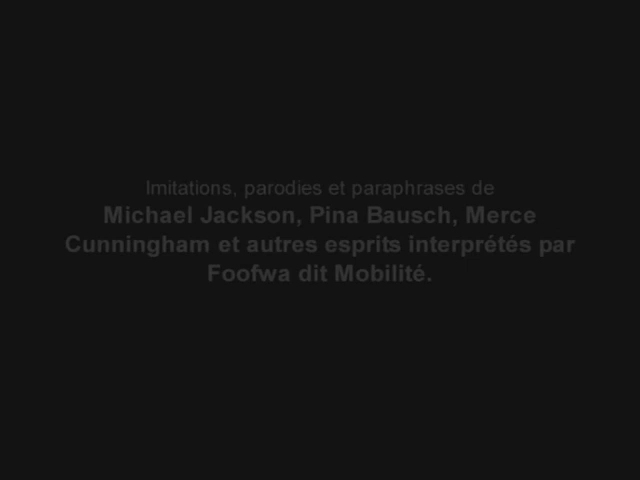 Imitations, parodies et paraphrases de
Michael Jackson, Pina Bausch, Merce
Cunningham et autres esprits interprétés par
Foofwa dit Mobilité.